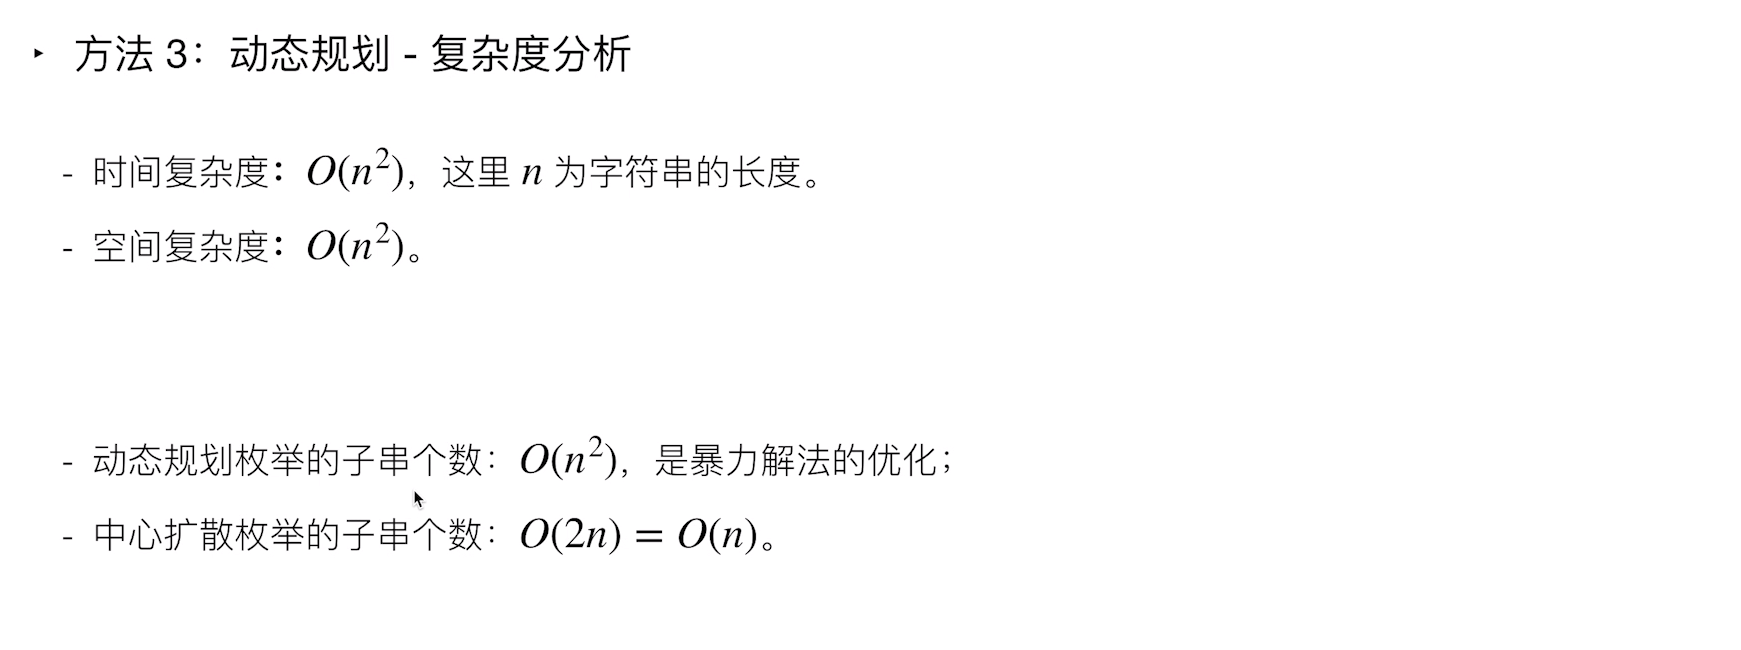 ‣ 方法 3：动态规划 - 复杂度分析
- 时间复杂度：O(n²)，这里 n 为字符串的长度。
- 空间复杂度：O(n²)。
- 动态规划枚举的子串个数：O(n²)，是暴力解法的优化；
- 中心扩散枚举的子串个数：O(2n) = O(n)。